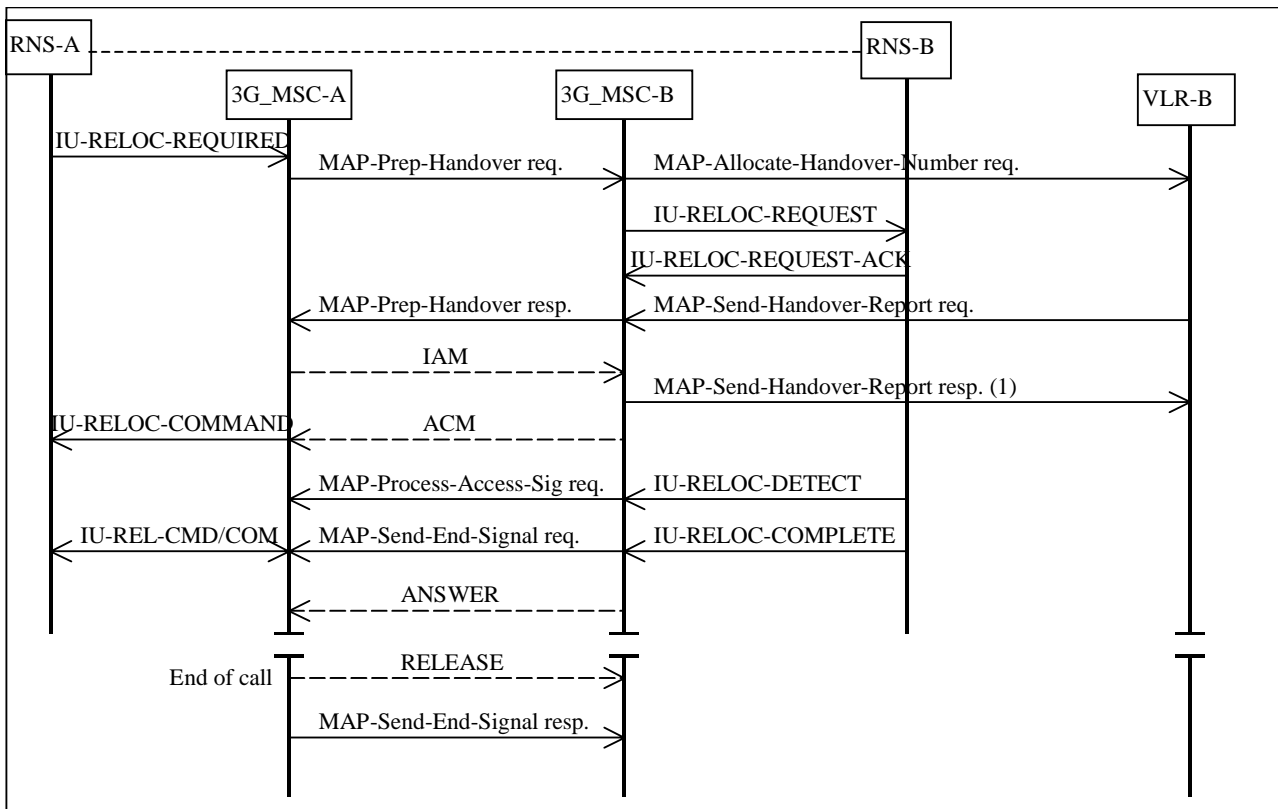 RNS-A
RNS-B
3G_MSC-A
3G_MSC-B
VLR-B
IU-RELOC-REQUIRED
MAP-Prep-Handover req.
MAP-Allocate-Handover-Number req.
IU-RELOC-REQUEST
IU-RELOC-REQUEST-ACK
MAP-Prep-Handover resp.
MAP-Send-Handover-Report req.
IAM
MAP-Send-Handover-Report resp. (1)
IU-RELOC-COMMAND
ACM
MAP-Process-Access-Sig req.
IU-RELOC-DETECT
IU-REL-CMD/COM
MAP-Send-End-Signal req.
IU-RELOC-COMPLETE
ANSWER
RELEASE
End of call
MAP-Send-End-Signal resp.